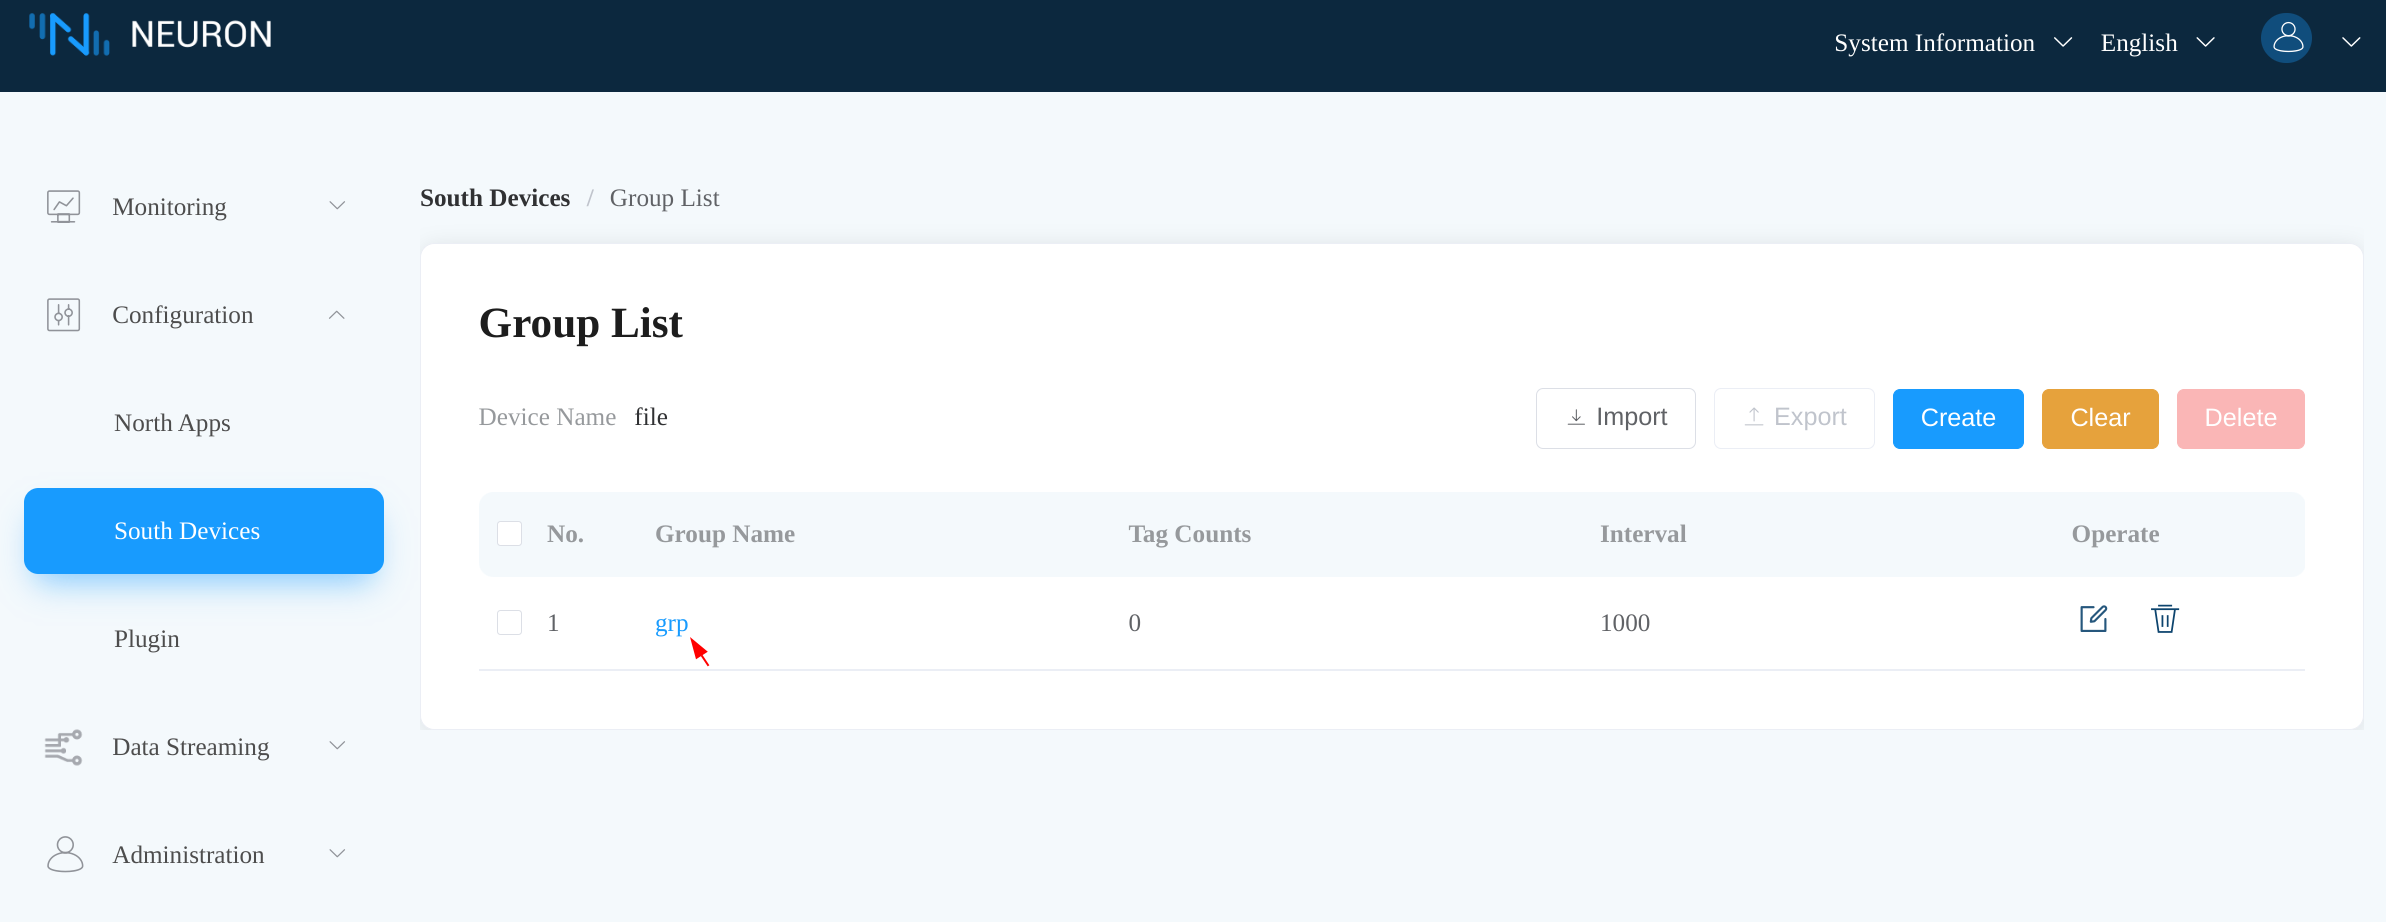 NEURON
System Information English
Monitoring
Configuration
North Apps
South Devices
Plugin
Data Streaming
Administration
South Devices / Group List
Group List
Device Name file
Import Export Create Clear Delete
No. Group Name Tag Counts Interval Operate
1 grp 0 1000